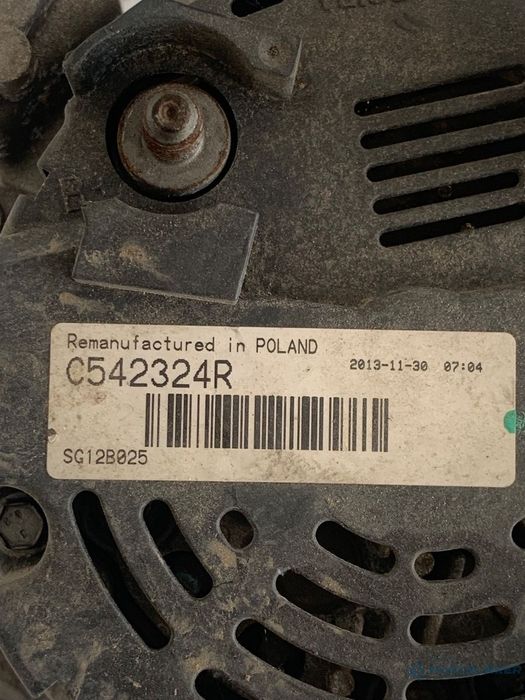 Remanufactured in POLAND
C542324R
2013-11-30 07:04
SG12B025